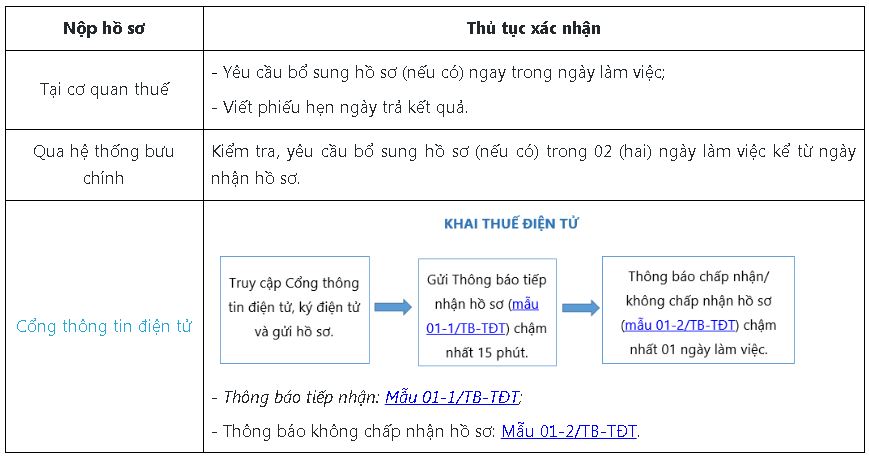 Nộp hồ sơ
Thủ tục xác nhận
Tại cơ quan thuế
- Yêu cầu bổ sung hồ sơ (nếu có) ngay trong ngày làm việc;
- Viết phiếu hẹn ngày trả kết quả.
Qua hệ thống bưu
chính
Kiểm tra, yêu cầu bổ sung hồ sơ (nếu có) trong 02 (hai) ngày làm việc kể từ ngày
nhận hồ sơ.
Cổng thông tin điện tử
KHAI THUẾ ĐIỆN TỬ
Truy cập Cổng thông
tin điện tử, ký điện tử
và gửi hồ sơ.
Gửi Thông báo tiếp
nhận hồ sơ (mẫu
01-1/TB-TĐT) chậm
nhất 15 phút.
Thông báo chấp nhận/
không chấp nhận hồ sơ
(mẫu 01-2/TB-TĐT) chậm
nhất 01 ngày làm việc.
- Thông báo tiếp nhận: Mẫu 01-1/TB-TĐT;
- Thông báo không chấp nhận hồ sơ: Mẫu 01-2/TB-TĐT.